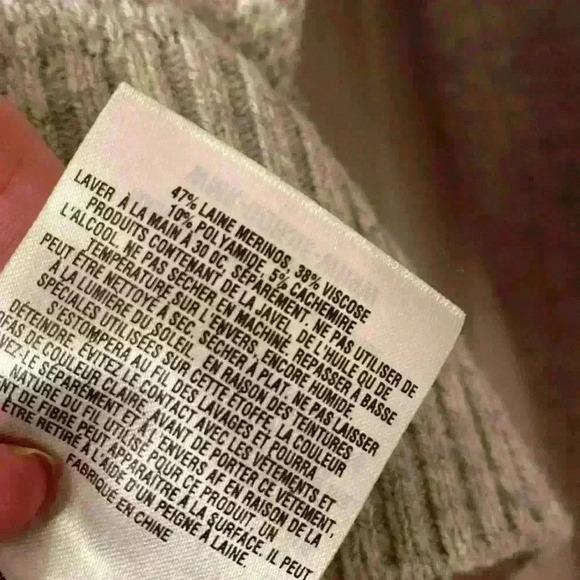 47% LAINE MERINOS, 38% VISCOSE
10% POLYAMIDE, 5% CACHEMIRE
LAVER À LA MAIN À 30 0C SÉPARÉMENT. NE PAS UTILISER DE
PRODUITS CONTENANT DE LA JAVEL, DE L'HUILE QU DE
L'ALCOOL. NE PAS SÉCHER EN MACHINE, REPASSER À BASSE
TEMPÉRATURE SUR L'ENVERS, ENCORE HUMIDE.
PEUT ÊTRE NETTOYÉ À SEC. SÉCHER À PLAT, NE PAS LAISSER
À LA LUMIÈRE DU SOLEIL. EN RAISON DES TEINTURES
SPÉCIALES UTILISÉES SUR CETTE ÉTOFFE, LA COULEUR
S'ESTOMPERA AU FIL DES LAVAGES ET POURRA
DÉTEINDRE. ÉVITEZ LE CONTACT AVEC LES VÊTEMENTS ET
SOFAS DE COULEUR CLAIRE. AVANT DE PORTER CE VÊTEMENT,
LE SÉPARÉMENT ET À L'ENVERS AF EN RAISON DE LA
NATURE DU FIL UTILISÉ POUR CE PRODUIT, UN
DE FIBRE PEUT APPARAÎTRE À LA SURFACE. IL PEUT
ÊTRE RETIRÉ À L'AIDE D'UN PEIGNE À LAINE.
FABRIQUÉ EN CHINE